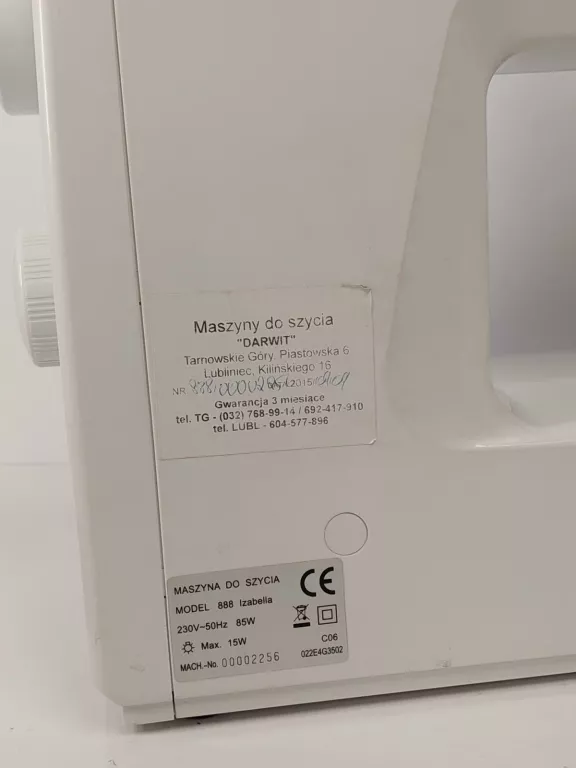 Maszyny do szycia
"DARWIT"
Tarnowskie Góry, Piastowska 6
Lubliniec, Kilińskiego 16
NR 2015
Gwarancja 3 miesiące
tel. TG - (032) 768-99-14 / 692-417-910
tel. LUBL - 604-577-896
MASZYNA DO SZYCIA CE
MODEL 888 Izabella
230V~50Hz 85W
Max. 15W C06
MACH.-No. 00002256 022E4G3502